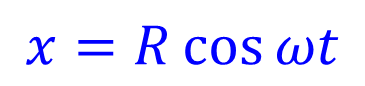 x = R cos ωt